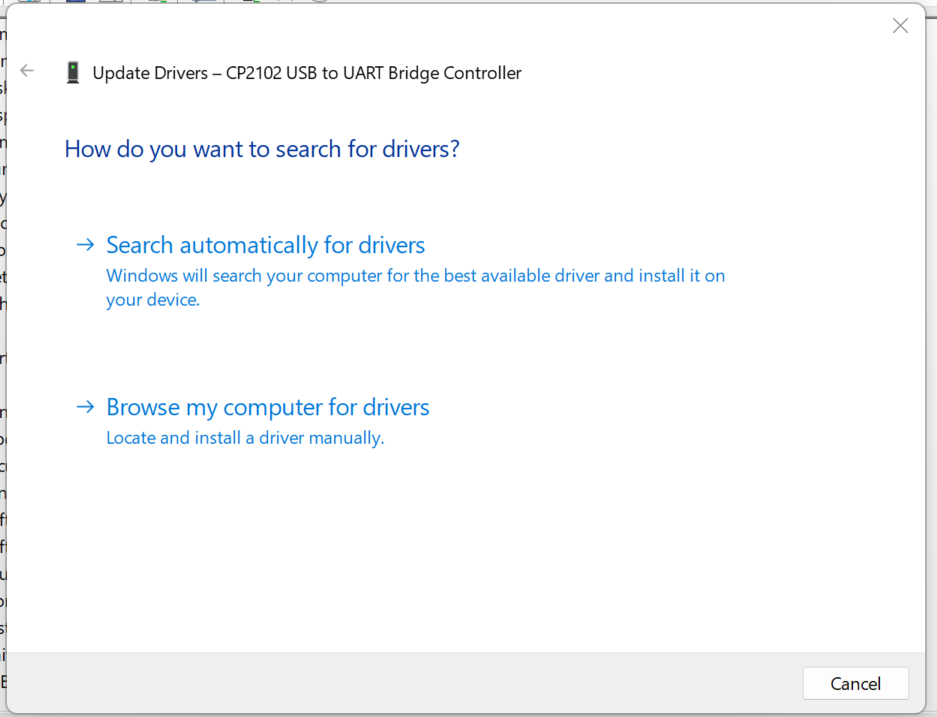 Update Drivers – CP2102 USB to UART Bridge Controller
How do you want to search for drivers?
Search automatically for drivers
Windows will search your computer for the best available driver and install it on
your device.
Browse my computer for drivers
Locate and install a driver manually.
Cancel